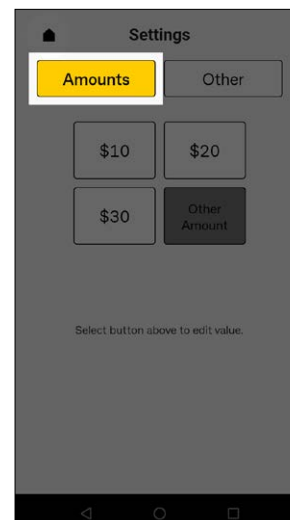 Settings
Amounts Other
$10 $20
$30 Other
Amount
Select button above to edit value.